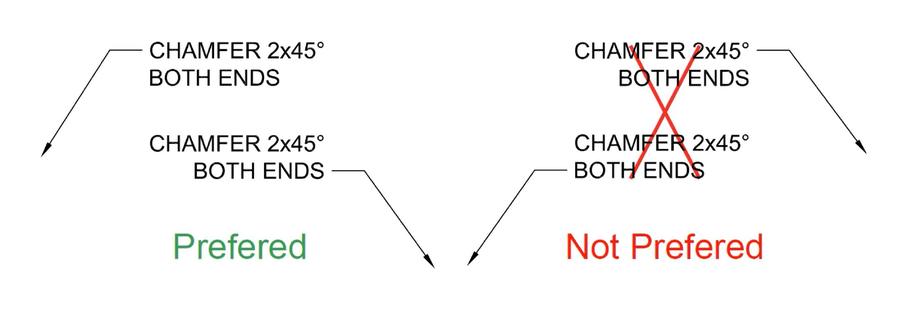 CHAMFER 2x45°
BOTH ENDS
CHAMFER 2x45°
BOTH ENDS
Prefered
CHAMFER 2x45°
BOTH ENDS
CHAMFER 2x45°
BOTH ENDS
Not Prefered